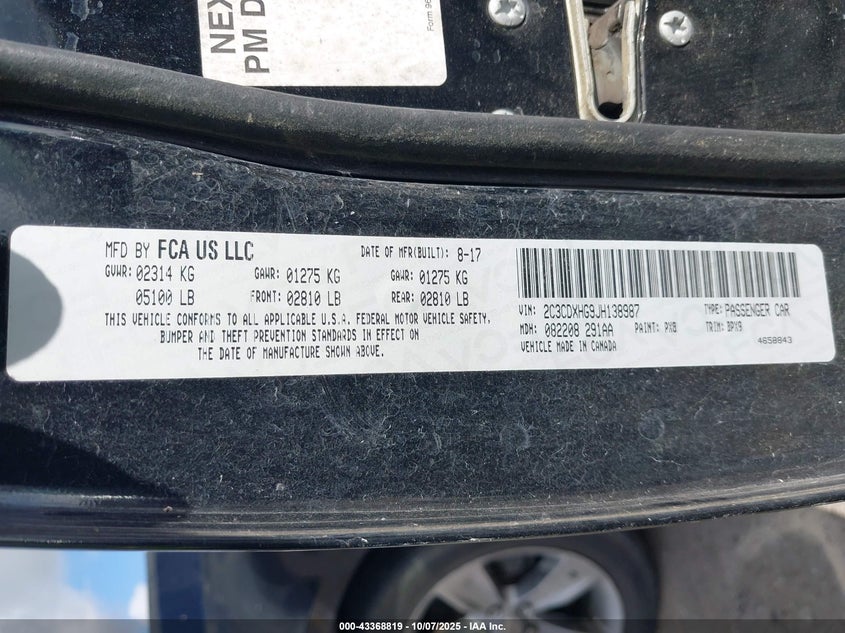 NEX
PM D
Form 96
MFD BY FCA US LLC
DATE OF MFR(BUILT): 8-17
GVWR: 02314 KG
GAWR: 01275 KG
GAWR: 01275 KG
05100 LB
FRONT: 02810 LB
REAR: 02810 LB
THIS VEHICLE CONFORMS TO ALL APPLICABLE U.S.A. FEDERAL MOTOR VEHICLE SAFETY,
BUMPER AND THEFT PREVENTION STANDARDS IN EFFECT ON
THE DATE OF MANUFACTURE SHOWN ABOVE.
VIN: 2C3CDXHG9JH138987
TYPE: PASSENGER CAR
MDH: 082208 291AA
PAINT: PX8
TRIM: BPX9
VEHICLE MADE IN CANADA
4658843
000-43368819 | 10/07/2025 - IAA Inc.